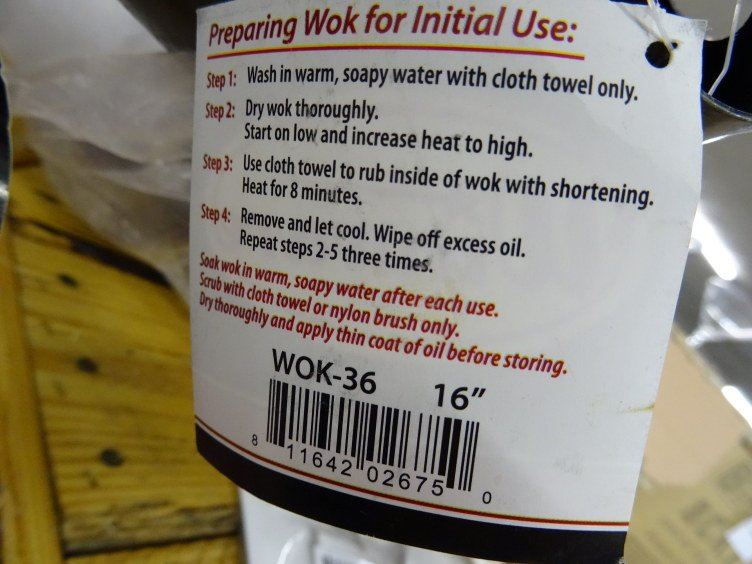 Preparing Wok for Initial Use:
Step 1: Wash in warm, soapy water with cloth towel only.
Step 2: Dry wok thoroughly.
Start on low and increase heat to high.
Step 3: Use cloth towel to rub inside of wok with shortening.
Heat for 8 minutes.
Step 4: Remove and let cool. Wipe off excess oil.
Repeat steps 2-5 three times.
Soak wok in warm, soapy water after each use.
Scrub with cloth towel or nylon brush only.
Dry thoroughly and apply thin coat of oil before storing.
WOK-36 16”
8 11642 02675 0